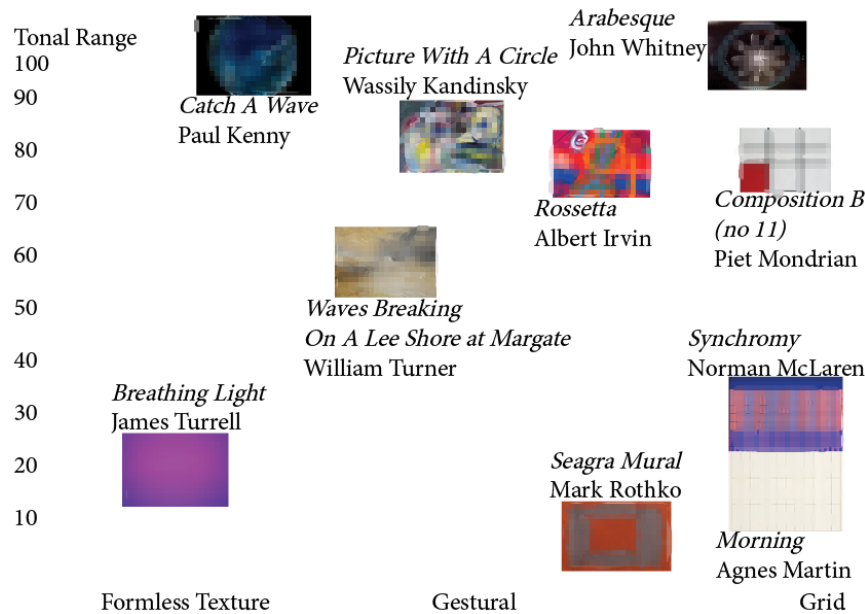 Tonal Range
100
90
80
70
60
50
40
30
20
10
Catch A Wave
Paul Kenny
Picture With A Circle
Wassily Kandinsky
Arabesque
John Whitney
Rossetta
Albert Irvin
Composition B
(no 11)
Piet Mondrian
Waves Breaking
On A Lee Shore at Margate
William Turner
Synchromy
Norman McLaren
Breathing Light
James Turrell
Seagra Mural
Mark Rothko
Morning
Agnes Martin
Formless Texture
Gestural
Grid